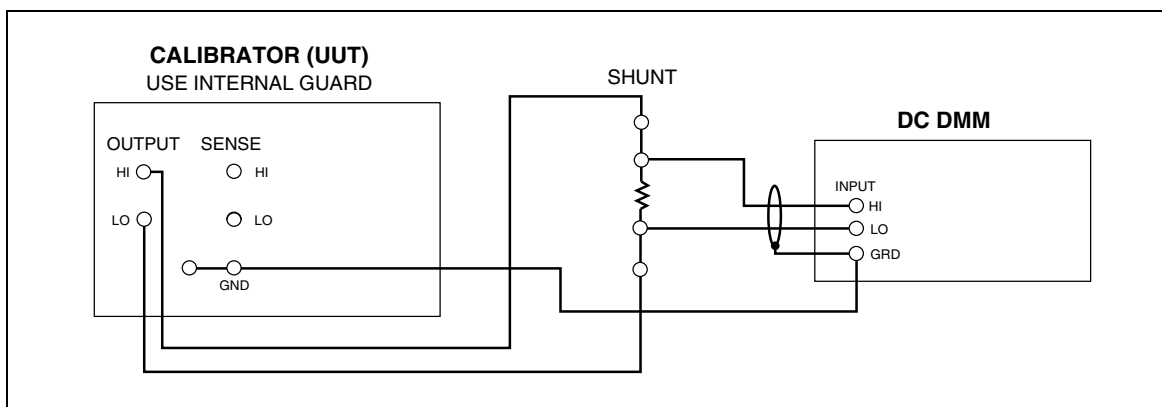 CALIBRATOR (UUT)
USE INTERNAL GUARD
OUTPUT SENSE
HI HI
LO LO
GND
SHUNT
DC DMM
INPUT
HI
LO
GRD